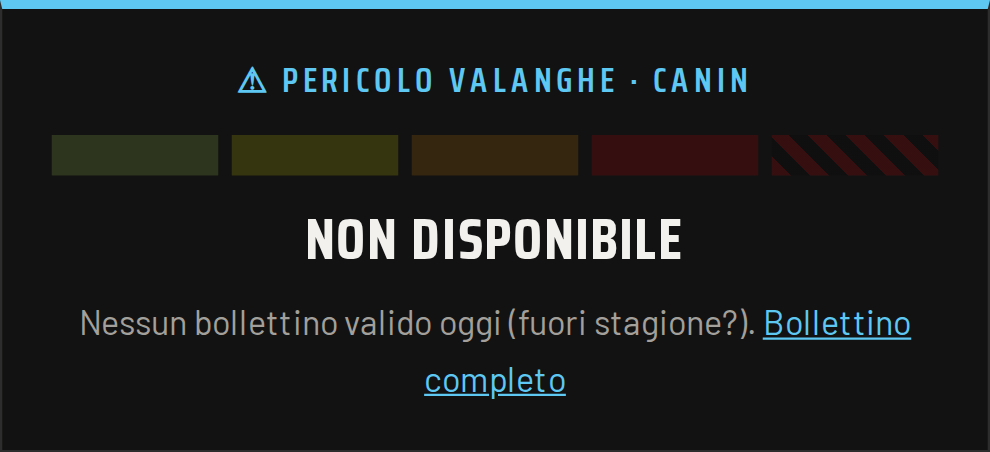 ⚠ PERICOLO VALANGHE · CANIN
NON DISPONIBILE
Nessun bollettino valido oggi (fuori stagione?). Bollettino
completo